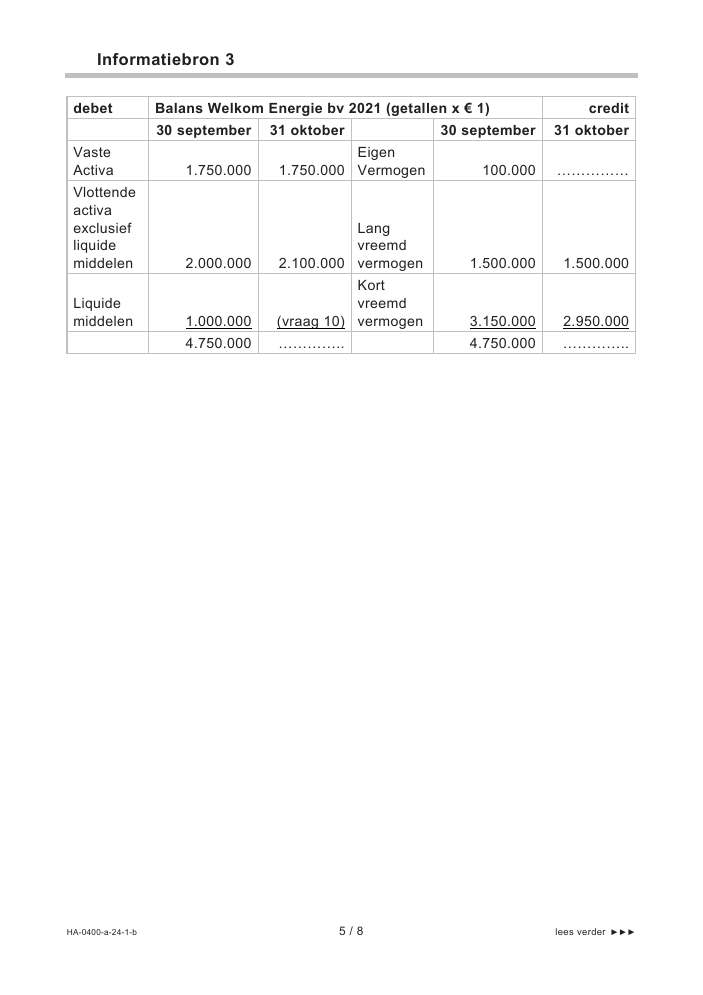 Informatiebron 3
debet Balans Welkom Energie bv 2021 (getallen x € 1) credit
30 september 31 oktober 30 september 31 oktober
Vaste Activa 1.750.000 1.750.000 Eigen Vermogen 100.000 ……………
Vlottende activa exclusief liquide middelen 2.000.000 2.100.000 Lang vreemd vermogen 1.500.000 1.500.000
Liquide middelen 1.000.000 (vraag 10) Kort vreemd vermogen 3.150.000 2.950.000
4.750.000 ………….. 4.750.000 …………..
HA-0400-a-24-1-b 5 / 8 lees verder ►►►